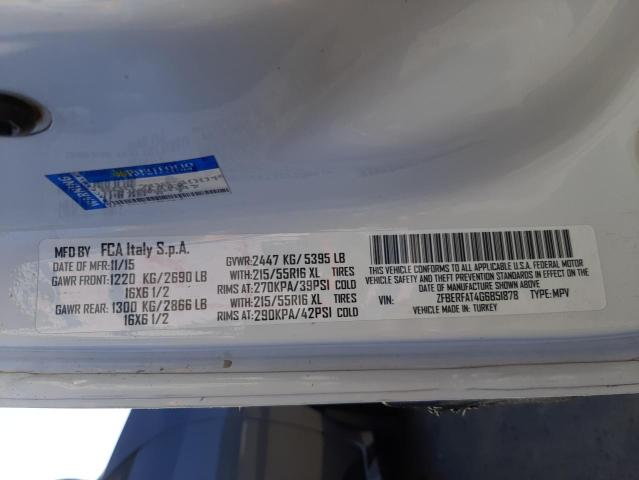 WARNING
MFD BY FCA Italy S.p.A.
DATE OF MFR: 11/15
GAWR FRONT: 1220 KG/2690 LB
16X6 1/2
GAWR REAR: 1300 KG/2866 LB
16X6 1/2
GVWR: 2447 KG/5395 LB
WITH: 215/55R16 XL TIRES
RIMS AT: 270KPA/39PSI COLD
WITH: 215/55R16 XL TIRES
RIMS AT: 290KPA/42PSI COLD
THIS VEHICLE CONFORMS TO ALL APPLICABLE U.S.A. FEDERAL MOTOR
VEHICLE SAFETY STANDARDS IN EFFECT ON THE DATE OF
MANUFACTURE SHOWN ABOVE.
VIN: ZFBERFAT4G6B51878 TYPE: MPV
VEHICLE MADE IN: TURKEY